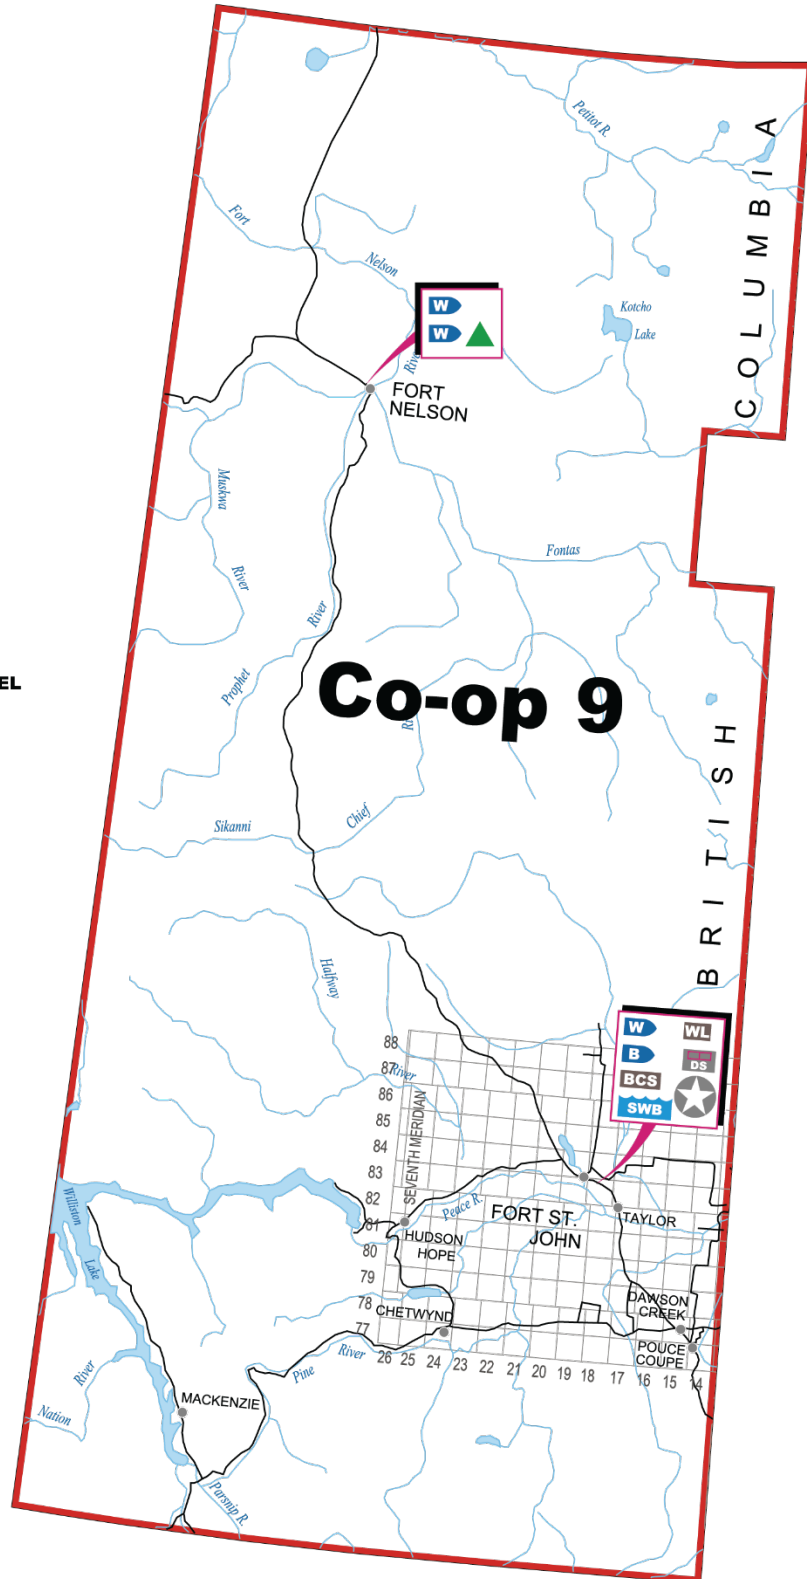 Petitot R.
COLUMBIA
Fort
Nelson
River
W
W
Kotcho
Lake
FORT
NELSON
Muskwa
River
Fontas
River
Prophet
EL
Co-op 9
Sikanni
Chief
BRITISH
Halfway
River
W
WL
B
DS
BCS
SWB
88
87
86
85
84
83
82
81
80
79
78
77
SEVENTH MERIDIAN
Peace R.
FORT ST.
JOHN
TAYLOR
HUDSON
HOPE
Williston
Lake
CHETWYND
DAWSON
CREEK
POUCE
COUPE
26 25 24 23 22 21 20 19 18 17 16 15 14
Pine
River
MACKENZIE
River
Nation
Parsnip R.